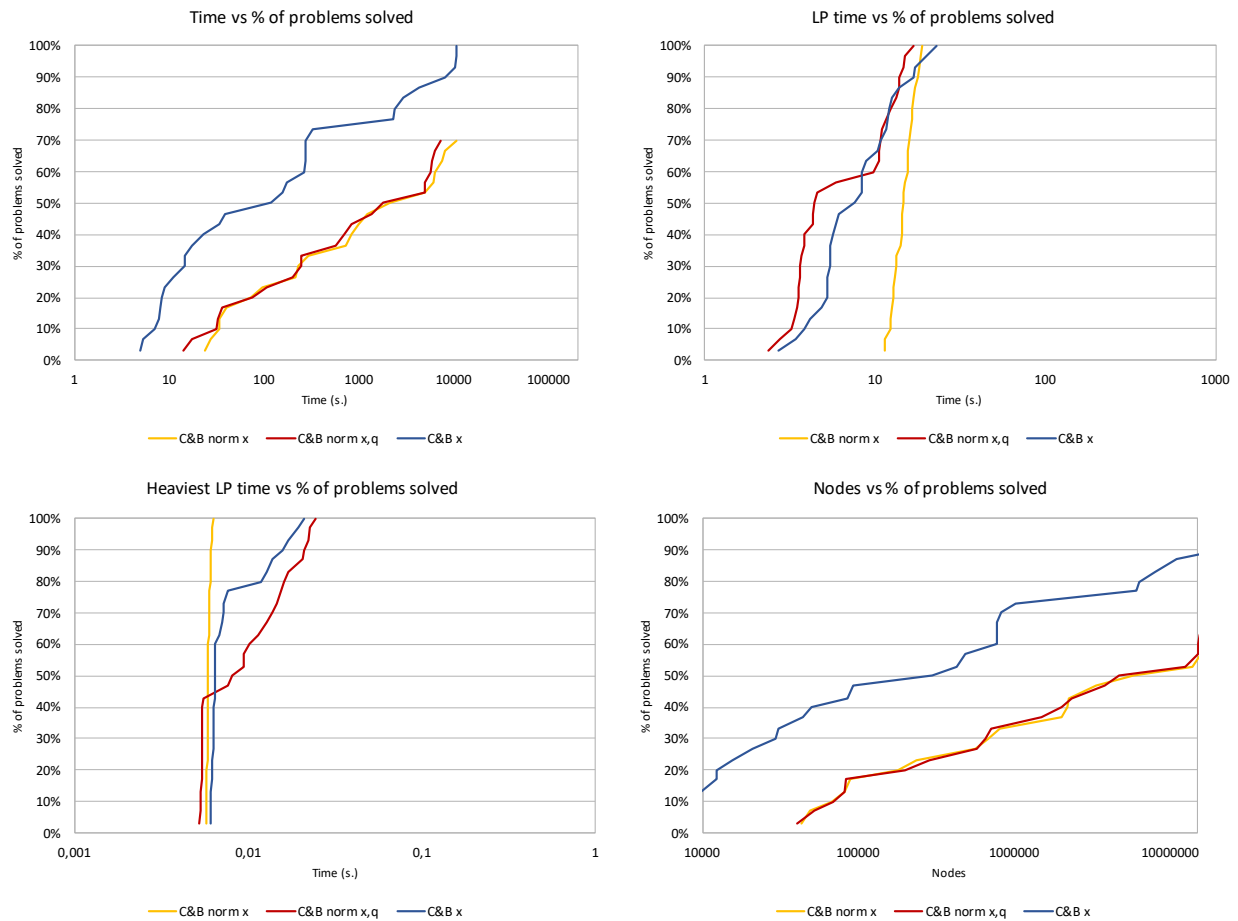 Time vs % of problems solved
% of problems solved
100%
90%
80%
70%
60%
50%
40%
30%
20%
10%
0%
1 10 100 1000 10000 100000
Time (s.)
C&B norm x C&B norm x,q C&B x
LP time vs % of problems solved
% of problems solved
100%
90%
80%
70%
60%
50%
40%
30%
20%
10%
0%
1 10 100 1000
Time (s.)
C&B norm x C&B norm x,q C&B x
Heaviest LP time vs % of problems solved
% of problems solved
100%
90%
80%
70%
60%
50%
40%
30%
20%
10%
0%
0,001 0,01 0,1 1
Time (s.)
C&B norm x C&B norm x,q C&B x
Nodes vs % of problems solved
% of problems solved
100%
90%
80%
70%
60%
50%
40%
30%
20%
10%
0%
10000 100000 1000000 10000000
Nodes
C&B norm x C&B norm x,q C&B x